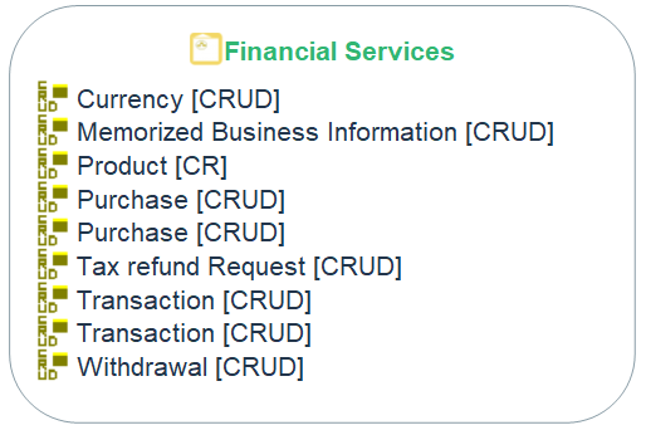 Financial Services
Currency [CRUD]
Memorized Business Information [CRUD]
Product [CR]
Purchase [CRUD]
Purchase [CRUD]
Tax refund Request [CRUD]
Transaction [CRUD]
Transaction [CRUD]
Withdrawal [CRUD]